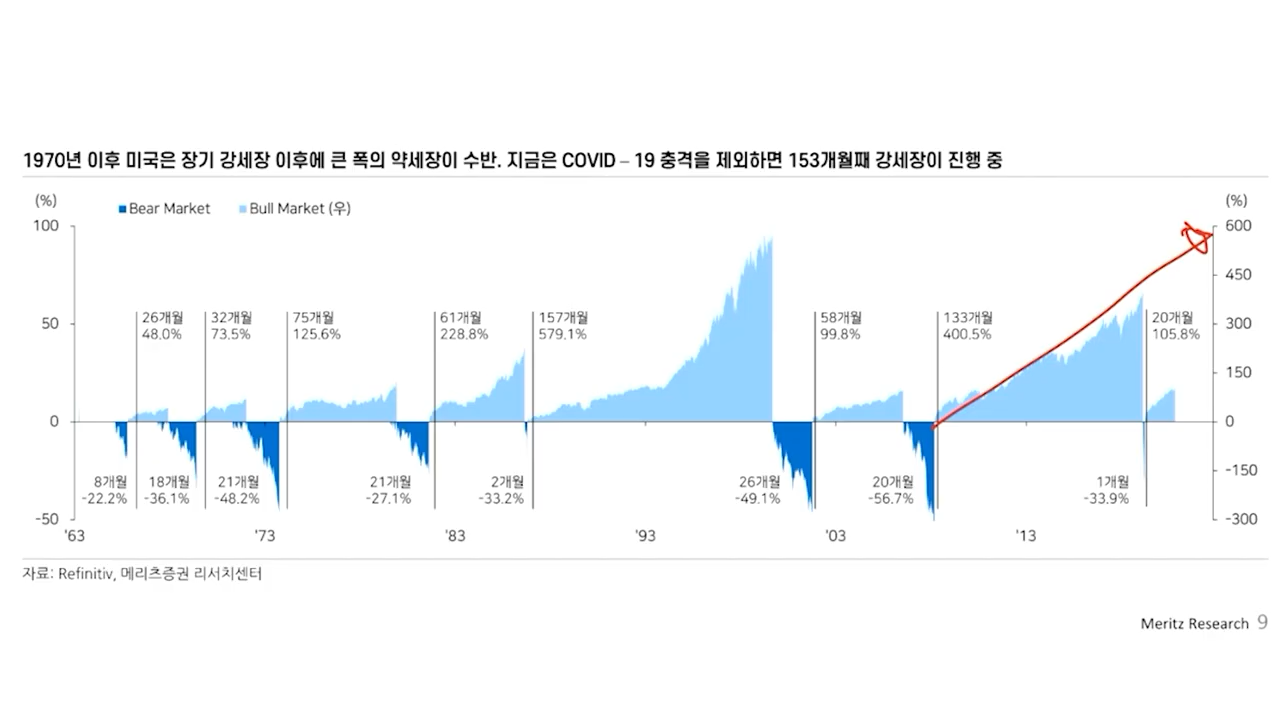 1970년 이후 미국은 장기 강세장 이후에 큰 폭의 약세장이 수반. 지금은 COVID – 19 충격을 제외하면 153개월째 강세장이 진행 중
(%)
(%)
Bear Market
Bull Market (우)
100
600
450
50
300
150
0
0
-150
-50
-300
26개월
48.0%
32개월
73.5%
75개월
125.6%
61개월
228.8%
157개월
579.1%
58개월
99.8%
133개월
400.5%
20개월
105.8%
8개월
-22.2%
18개월
-36.1%
21개월
-48.2%
21개월
-27.1%
2개월
-33.2%
26개월
-49.1%
20개월
-56.7%
1개월
-33.9%
'63
'73
'83
'93
'03
'13
자료: Refinitiv, 메리츠증권 리서치센터
Meritz Research 9